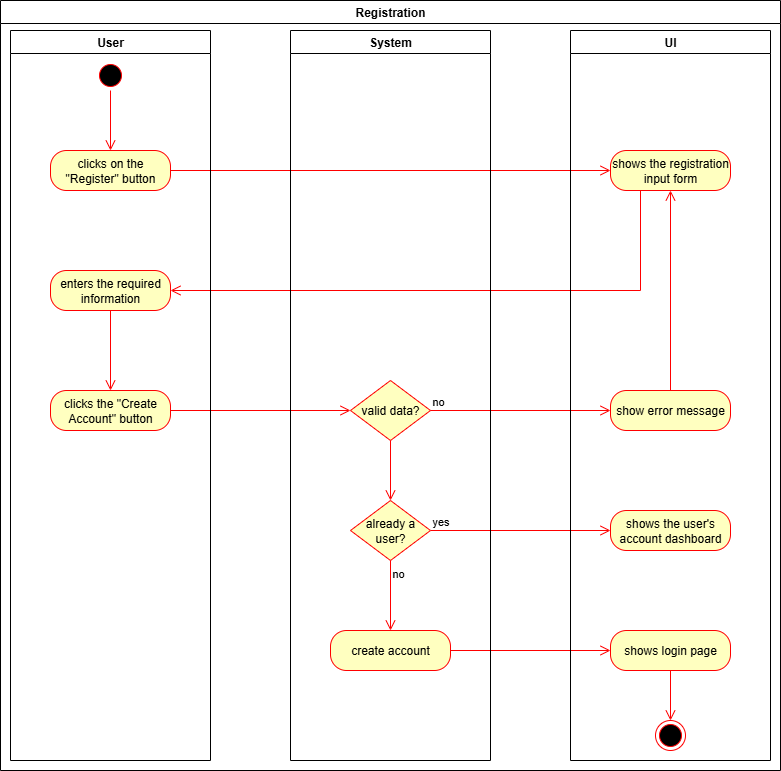 Registration
User
System
UI
clicks on the
"Register" button
shows the registration
input form
enters the required
information
clicks the "Create
Account" button
valid data?
no
show error message
already a
user?
yes
shows the user's
account dashboard
no
create account
shows login page